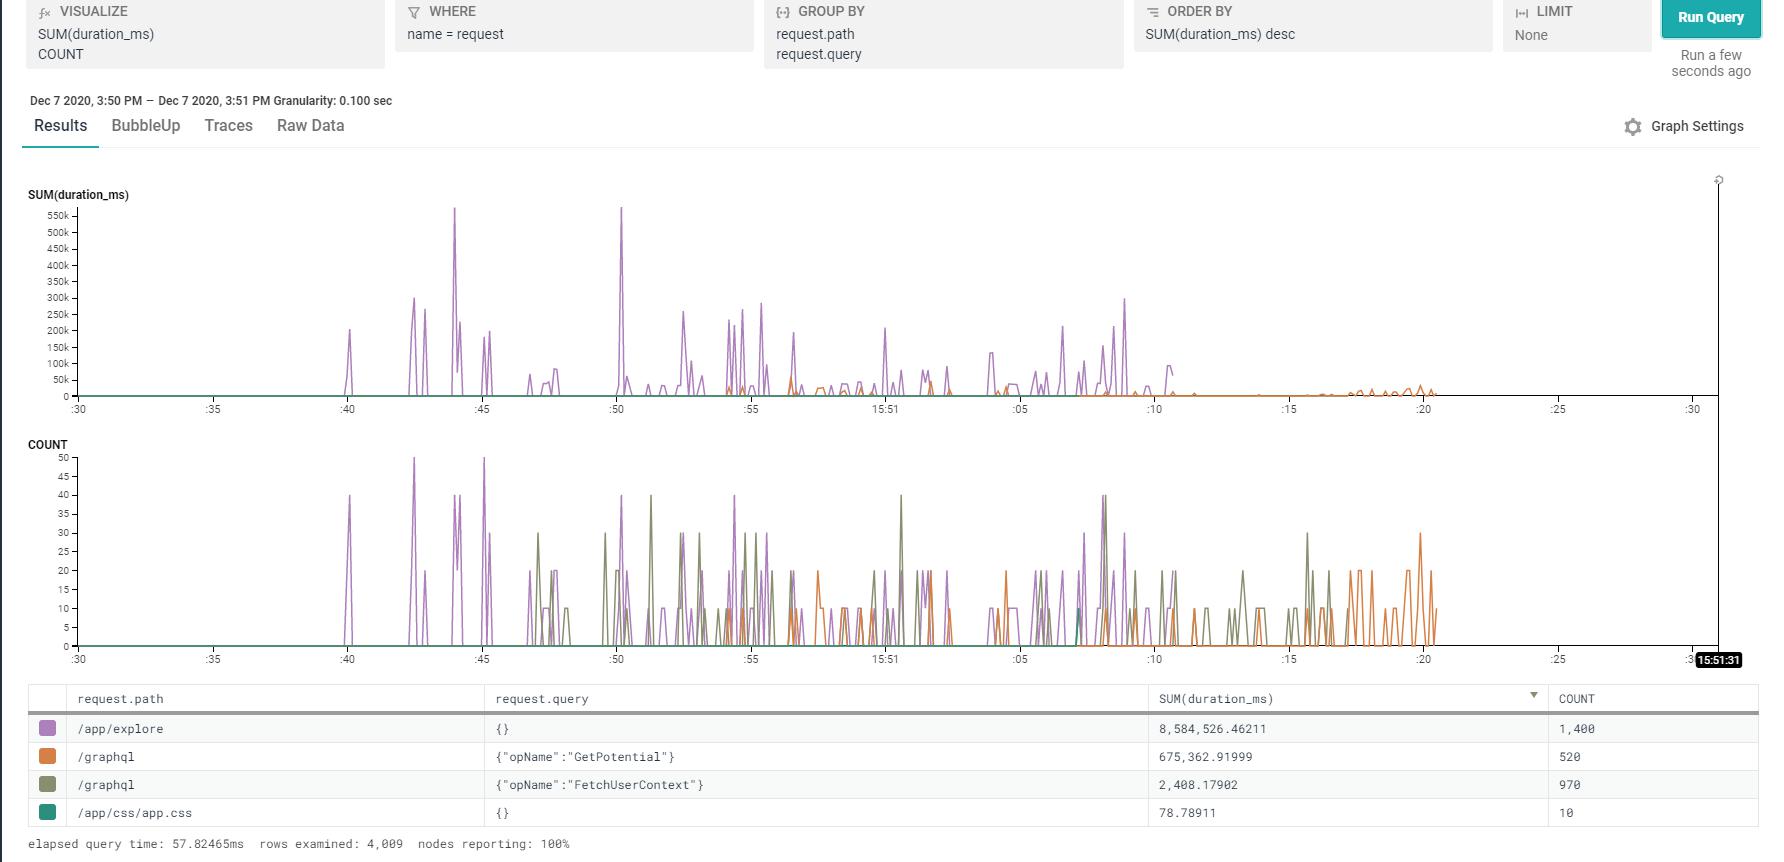 VISUALIZE
SUM(duration_ms)
COUNT
WHERE
name = request
GROUP BY
request.path
request.query
ORDER BY
SUM(duration_ms) desc
LIMIT
None
Run Query
Run a few
seconds ago
Dec 7 2020, 3:50 PM – Dec 7 2020, 3:51 PM Granularity: 0.100 sec
Results BubbleUp Traces Raw Data
Graph Settings
SUM(duration_ms)
550k
500k
450k
400k
350k
300k
250k
200k
150k
100k
50k
0
:30 :35 :40 :45 :50 :55 15:51 :05 :10 :15 :20 :25 :30
COUNT
50
45
40
35
30
25
20
15
10
5
0
:30 :35 :40 :45 :50 :55 15:51 :05 :10 :15 :20 :25 15:51:31
request.path request.query SUM(duration_ms) COUNT
/app/explore {} 8,584,526.46211 1,400
/graphql {"opName":"GetPotential"} 675,362.91999 520
/graphql {"opName":"FetchUserContext"} 2,408.17902 970
/app/css/app.css {} 78.78911 10
elapsed query time: 57.82465ms rows examined: 4,009 nodes reporting: 100%